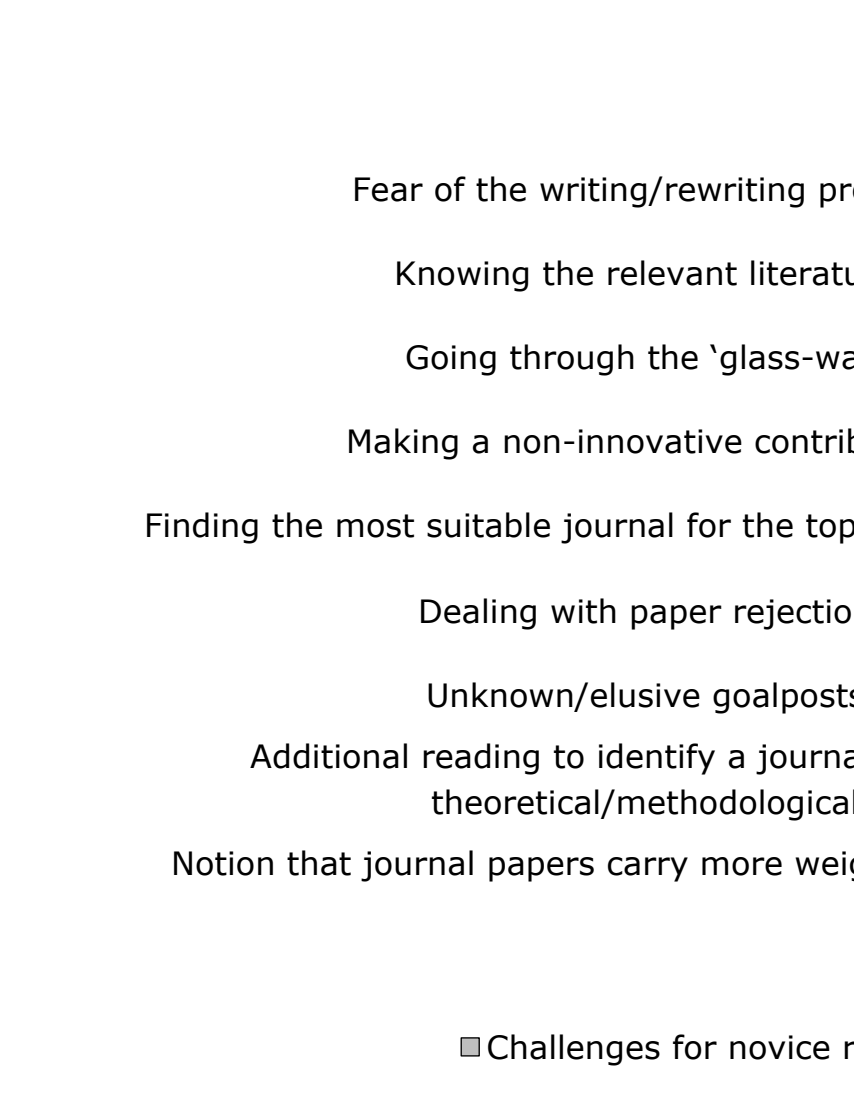 Fear of the writing/rewriting pr
Knowing the relevant literatu
Going through the ‘glass-wa
Making a non-innovative contrib
Finding the most suitable journal for the top
Dealing with paper rejectio
Unknown/elusive goalposts
Additional reading to identify a journa
theoretical/methodological
Notion that journal papers carry more weig
Challenges for novice r